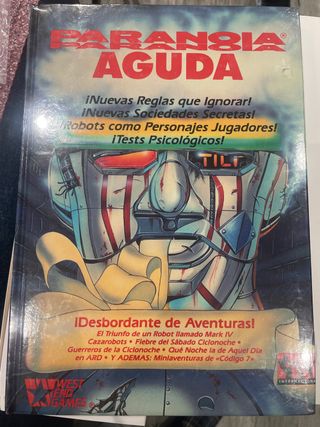 PARANOIA®
AGUDA
¡Nuevas Reglas que Ignorar!
¡Nuevas Sociedades Secretas!
¡Robots como Personajes Jugadores!
¡Tests Psicológicos!
TILT
¡Desbordante de Aventuras!
El Triunfo de un Robot llamado Mark IV
Cazarobots • Fiebre del Sábado Ciclonoche •
Guerreros de la Ciclonoche • Qué Noche la de Aquel Día
en ARD • Y ADEMAS: Miniaventuras de «Código 7»
WEST
END
GAMES®
INTERNACIONAL